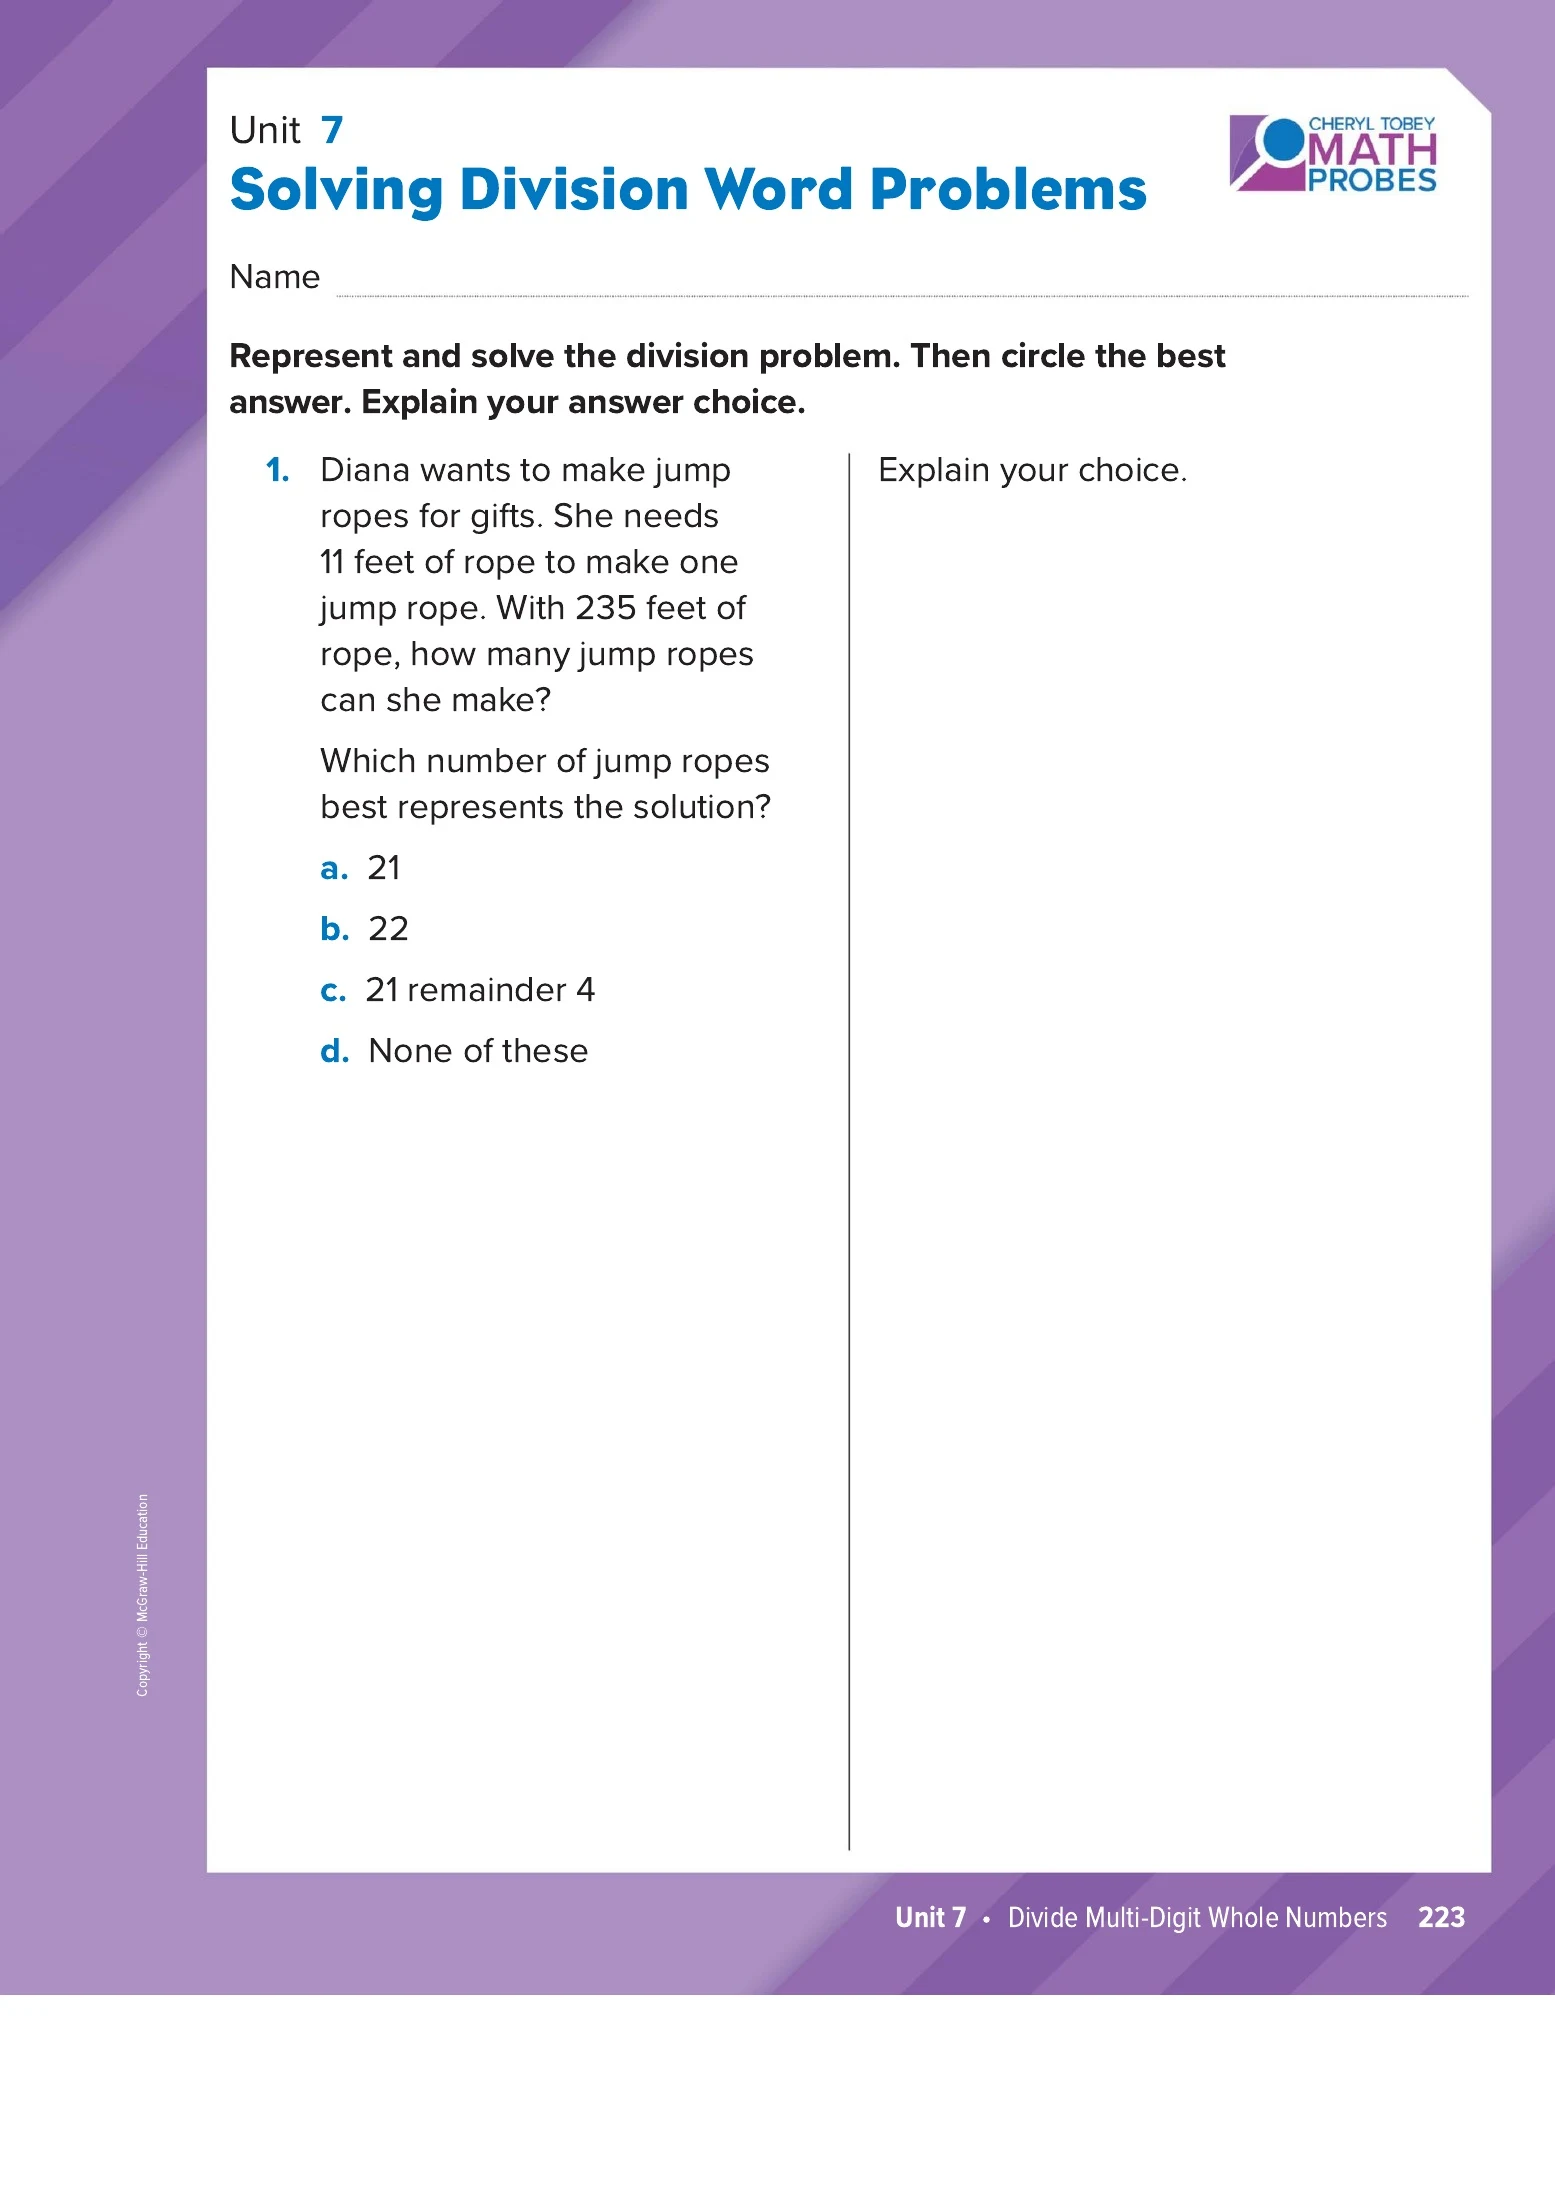 Unit 7
Solving Division Word Problems
CHERYL TOBEY
MATH
PROBES
Name
Represent and solve the division problem. Then circle the best
answer. Explain your answer choice.
1. Diana wants to make jump
ropes for gifts. She needs
11 feet of rope to make one
jump rope. With 235 feet of
rope, how many jump ropes
can she make?
Which number of jump ropes
best represents the solution?
a. 21
b. 22
c. 21 remainder 4
d. None of these
Explain your choice.
Copyright © McGraw-Hill Education
Unit 7 • Divide Multi-Digit Whole Numbers 223